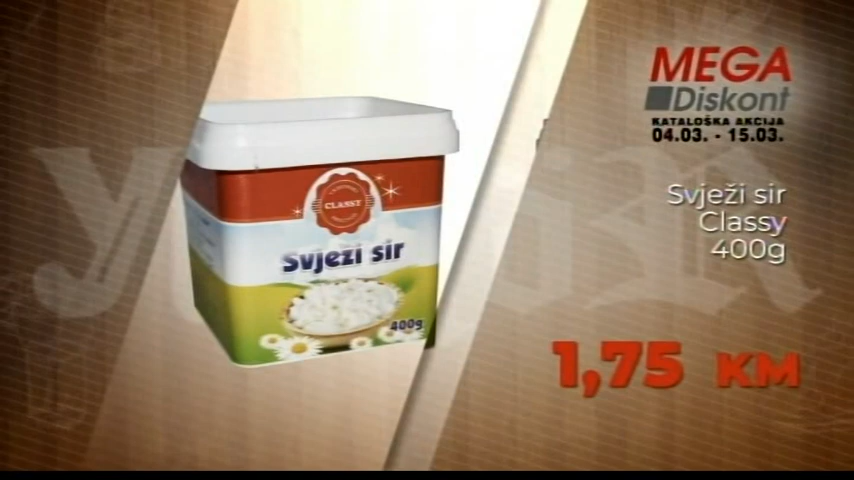 MEGA
Diskont
KATALOŠKA AKCIJA
04.03. - 15.03.
Svježi sir
Classy
400g
1,75 KM
CLASSY
Svježi sir
400g